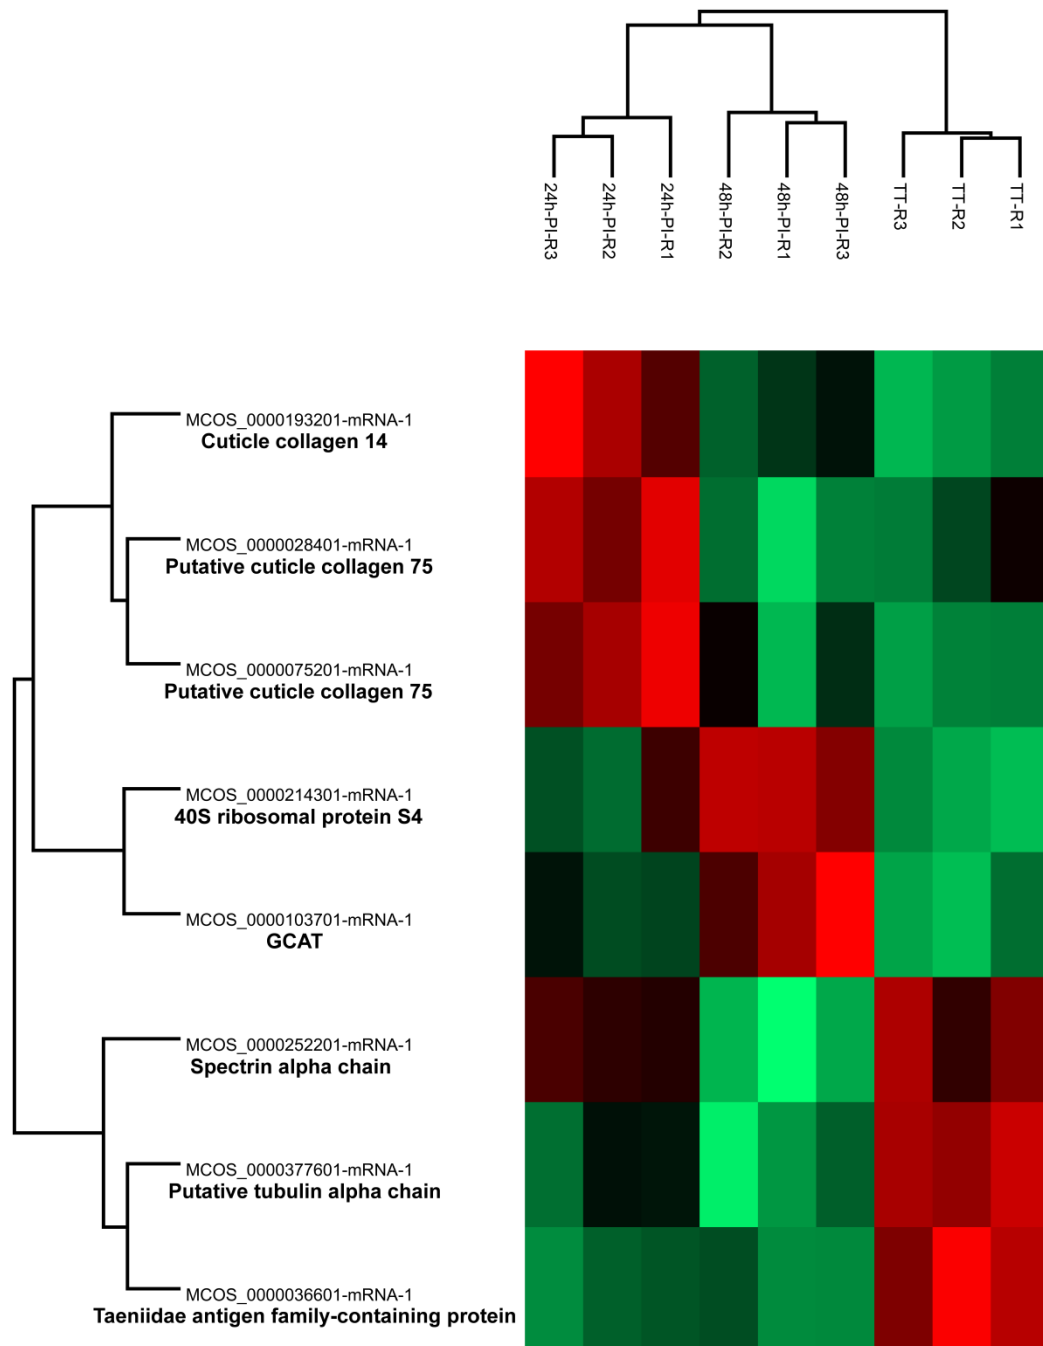 24h-PI-R3
24h-PI-R2
24h-PI-R1
48h-PI-R2
48h-PI-R1
48h-PI-R3
TT-R3
TT-R2
TT-R1
MCOS_0000193201-mRNA-1
Cuticle collagen 14
MCOS_0000028401-mRNA-1
Putative cuticle collagen 75
MCOS_0000075201-mRNA-1
Putative cuticle collagen 75
MCOS_0000214301-mRNA-1
40S ribosomal protein S4
MCOS_0000103701-mRNA-1
GCAT
MCOS_0000252201-mRNA-1
Spectrin alpha chain
MCOS_0000377601-mRNA-1
Putative tubulin alpha chain
MCOS_0000036601-mRNA-1
Taeniidae antigen family-containing protein